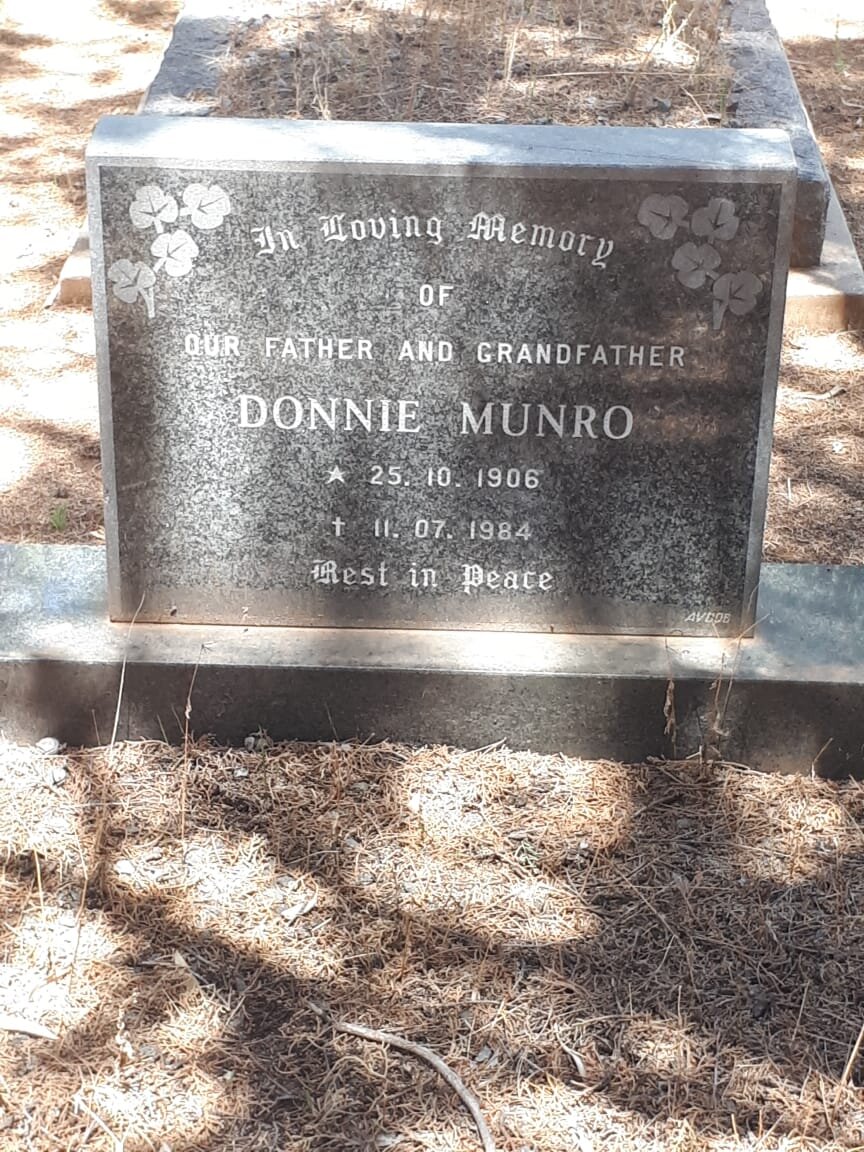 In Loving Memory
OF
OUR FATHER AND GRANDFATHER
DONNIE MUNRO
★ 25. 10. 1906
† 11. 07. 1984
Rest in Peace
AVBOB